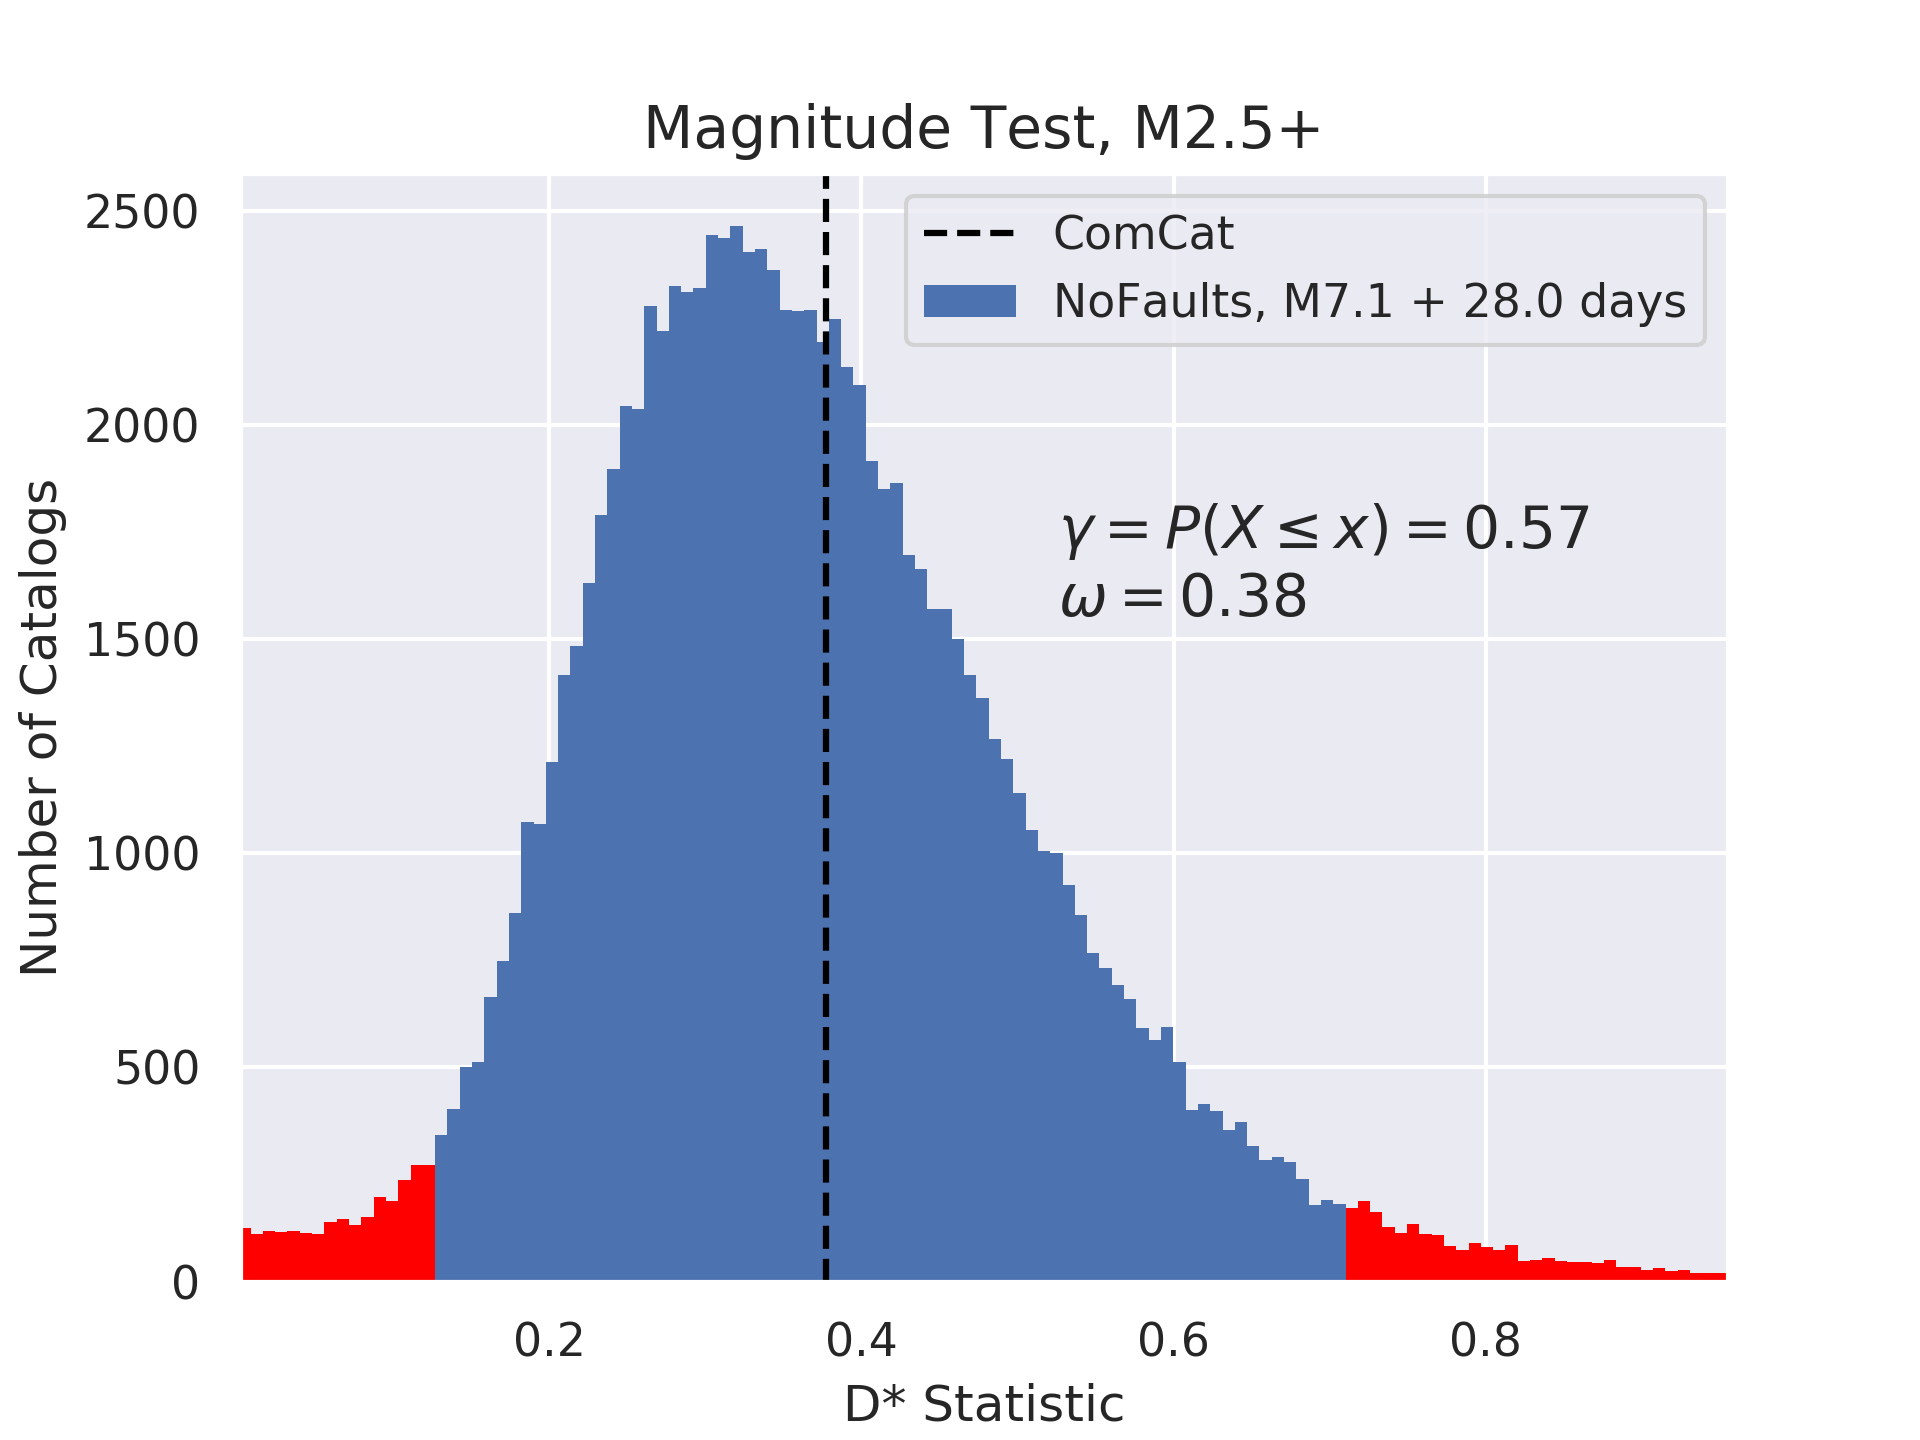 Magnitude Test, M2.5+
ComCat
NoFaults, M7.1 + 28.0 days
γ = P(X ≤ x) = 0.57
ω = 0.38
Number of Catalogs
2500
2000
1500
1000
500
0
0.2 0.4 0.6 0.8
D* Statistic